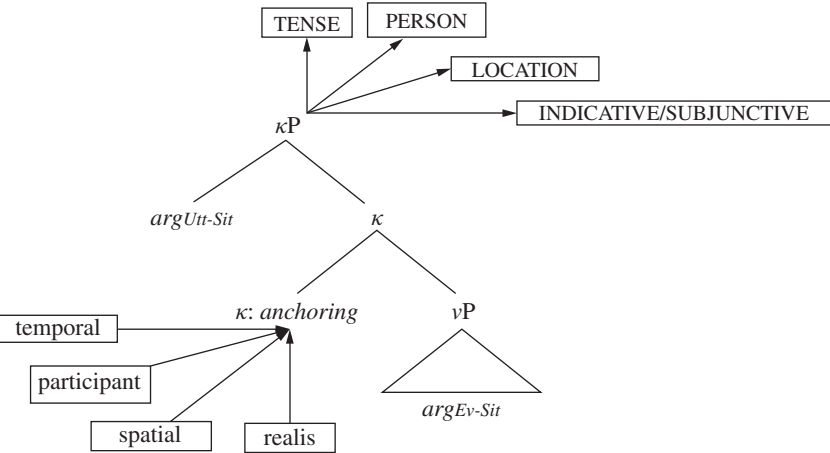 TENSE
PERSON
LOCATION
INDICATIVE/SUBJUNCTIVE
κP
argUtt-Sit
κ
κ: anchoring
vP
temporal
participant
argEv-Sit
spatial
realis